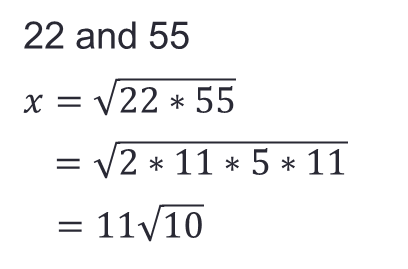 22 and 55
x = √22 * 55
= √2 * 11 * 5 * 11
= 11√10